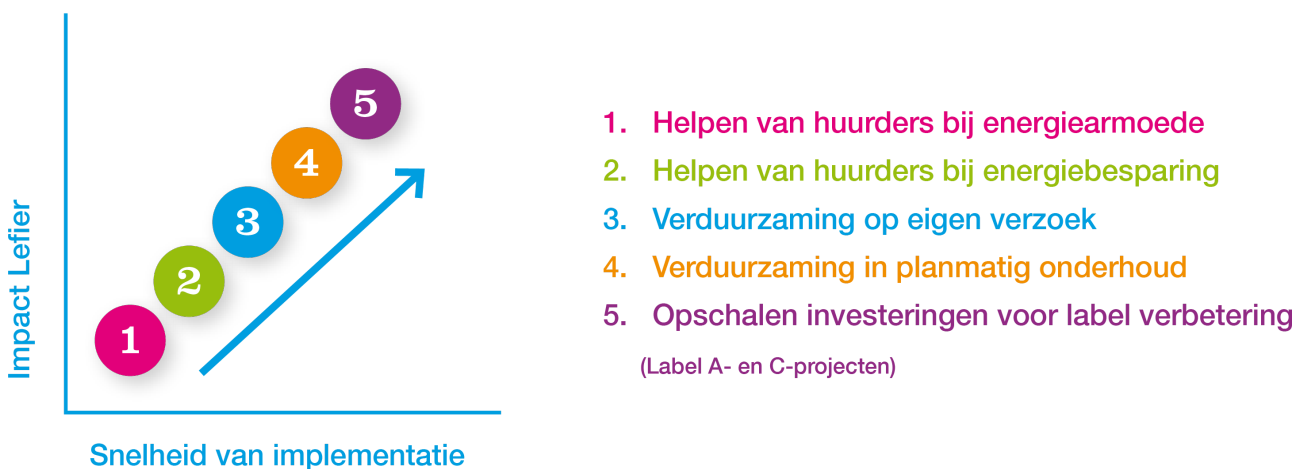 Impact Lefier
1
2
3
4
5
Snelheid van implementatie
1. Helpen van huurders bij energiearmoede
2. Helpen van huurders bij energiebesparing
3. Verduurzaming op eigen verzoek
4. Verduurzaming in planmatig onderhoud
5. Opschalen investeringen voor label verbetering
(Label A- en C-projecten)